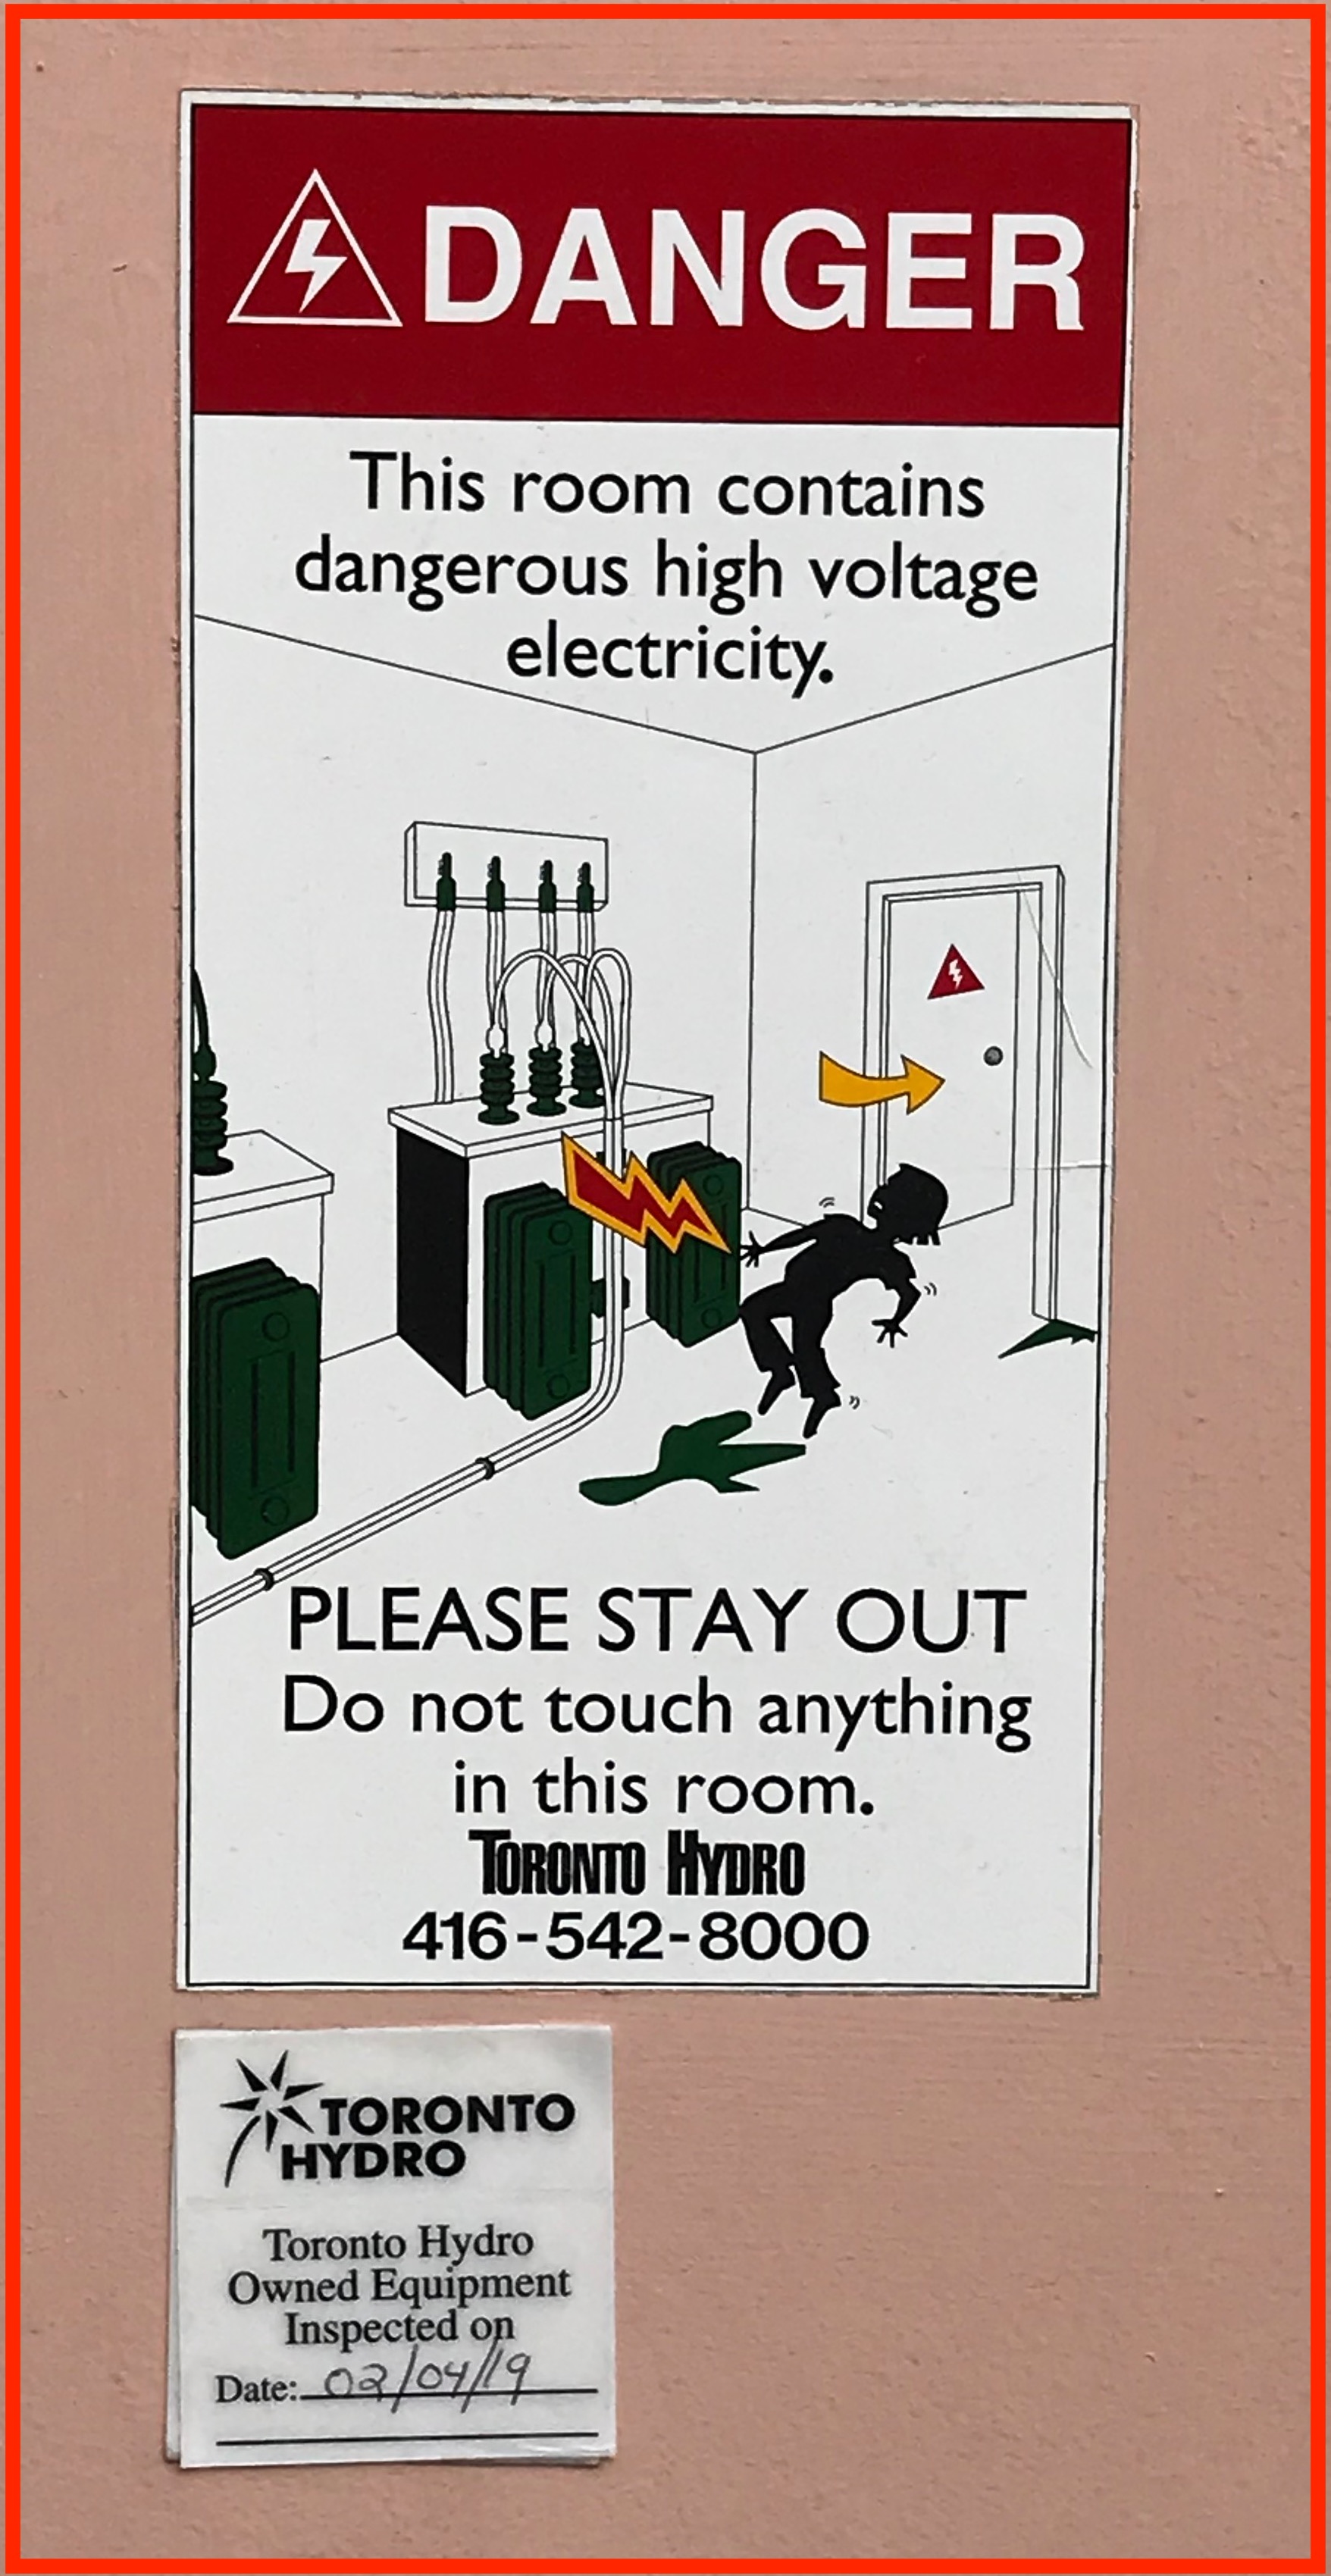 DANGER
This room contains
dangerous high voltage
electricity.
PLEASE STAY OUT
Do not touch anything
in this room.
TORONTO HYDRO
416-542-8000
TORONTO
HYDRO
Toronto Hydro
Owned Equipment
Inspected on
Date: 02/04/19